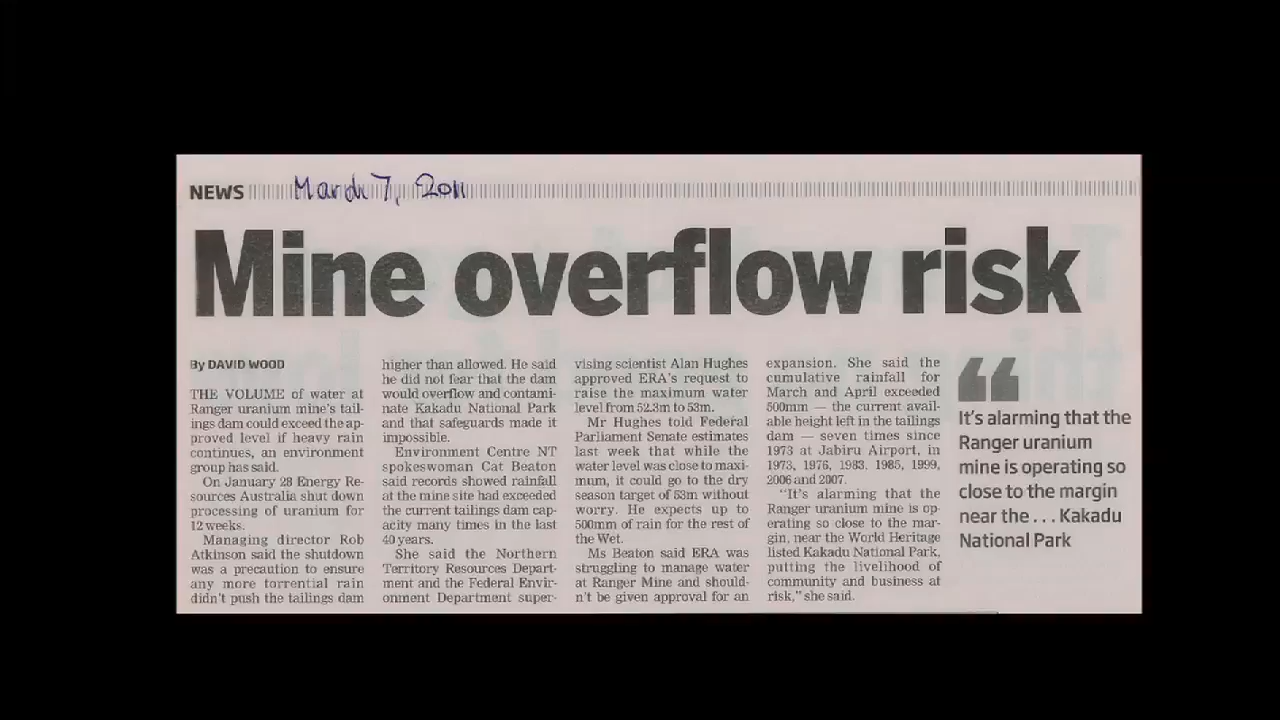 NEWS March 7, 2011
Mine overflow risk
By DAVID WOOD
THE VOLUME of water at
Ranger uranium mine's tail-
ings dam could exceed the ap-
proved level if heavy rain
continues, an environment
group has said.
On January 28 Energy Re-
sources Australia shut down
processing of uranium for
12 weeks.
Managing director Rob
Atkinson said the shutdown
was a precaution to ensure
any more torrential rain
didn't push the tailings dam
higher than allowed. He said
he did not fear that the dam
would overflow and contami-
nate Kakadu National Park
and that safeguards made it
impossible.
Environment Centre NT
spokeswoman Cat Beaton
said records showed rainfall
at the mine site had exceeded
the current tailings dam cap-
acity many times in the last
40 years.
She said the Northern
Territory Resources Depart-
ment and the Federal Envir-
onment Department super-
vising scientist Alan Hughes
approved ERA's request to
raise the maximum water
level from 52.3m to 53m.
Mr Hughes told Federal
Parliament Senate estimates
last week that while the
water level was close to maxi-
mum, it could go to the dry
season target of 53m without
worry. He expects up to
500mm of rain for the rest of
the Wet.
Ms Beaton said ERA was
struggling to manage water
at Ranger Mine and should-
n't be given approval for an
expansion. She said the
cumulative rainfall for
March and April exceeded
500mm — the current avail-
able height left in the tailings
dam — seven times since
1973 at Jabiru Airport, in
1973, 1976, 1983, 1985, 1999,
2006 and 2007.
"It's alarming that the
Ranger uranium mine is op-
erating so close to the mar-
gin, near the World Heritage
listed Kakadu National Park,
putting the livelihood of
community and business at
risk," she said.
“
It's alarming that the
Ranger uranium
mine is operating so
close to the margin
near the ... Kakadu
National Park